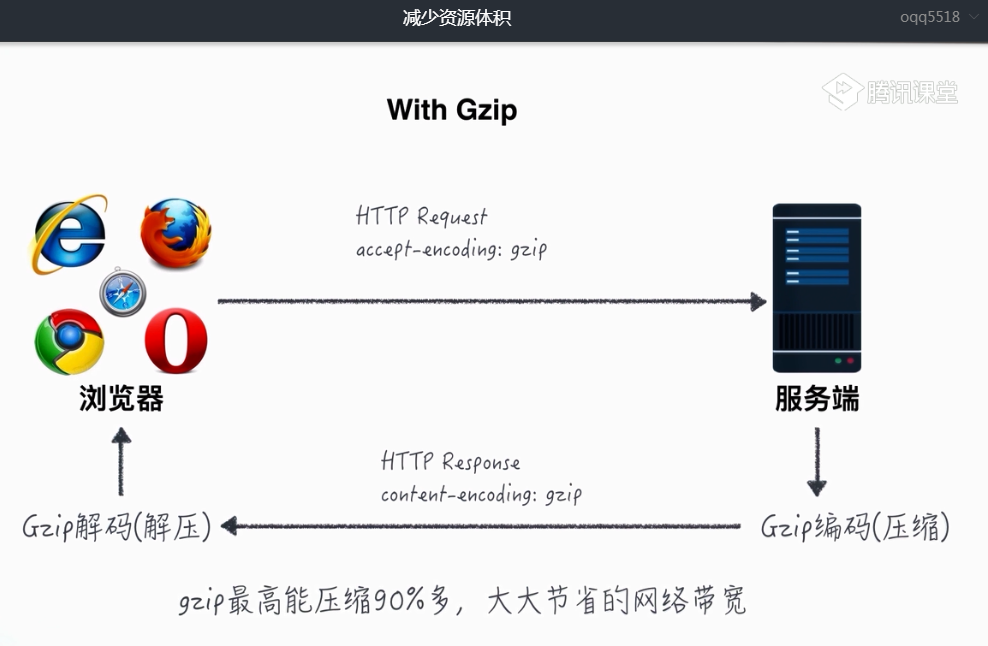 减少资源体积
oqq5518
腾讯课堂
With Gzip
HTTP Request
accept-encoding: gzip
浏览器
服务端
HTTP Response
content-encoding: gzip
Gzip解码(解压)
Gzip编码(压缩)
gzip最高能压缩90%多，大大节省的网络带宽